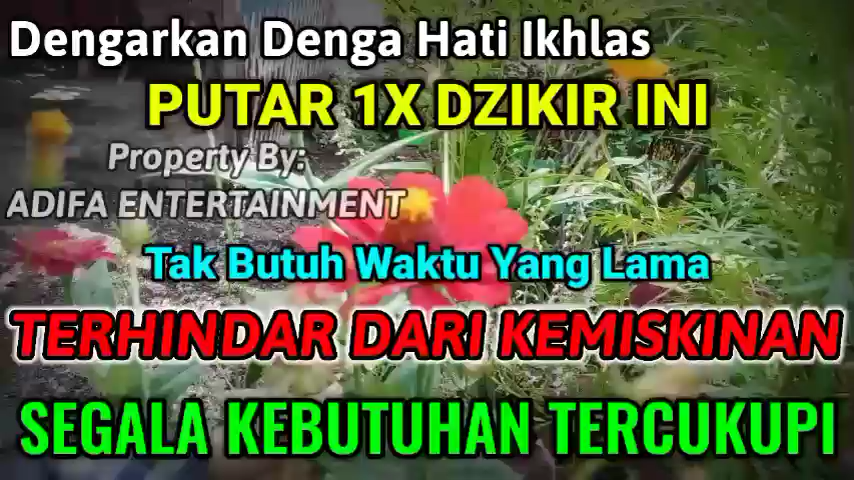 Dengarkan Denga Hati Ikhlas
PUTAR 1X DZIKIR INI
Property By:
ADIFA ENTERTAINMENT
Tak Butuh Waktu Yang Lama
TERHINDAR DARI KEMISKINAN
SEGALA KEBUTUHAN TERCUKUPI